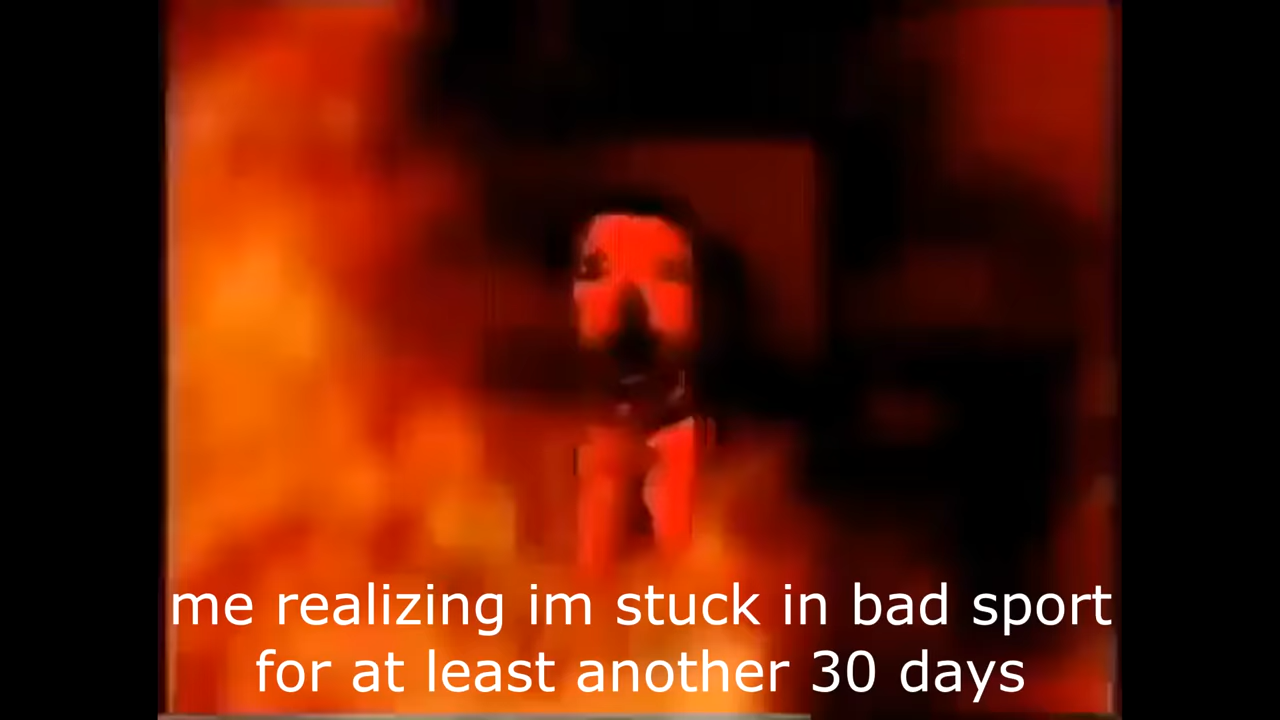 me realizing im stuck in bad sport
for at least another 30 days